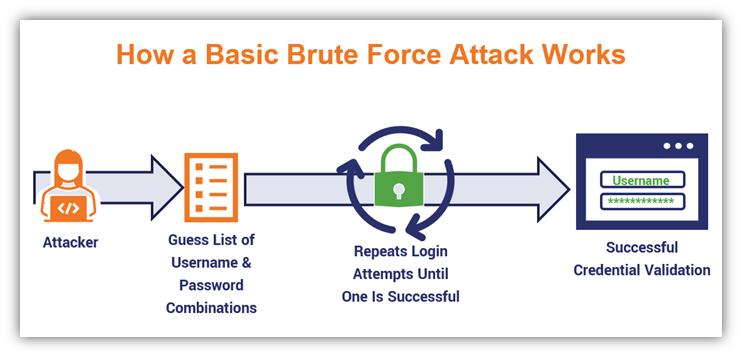 How a Basic Brute Force Attack Works
</>
Attacker
Guess List of
Username &
Password
Combinations
Repeats Login
Attempts Until
One Is Successful
Username
************
Successful
Credential Validation